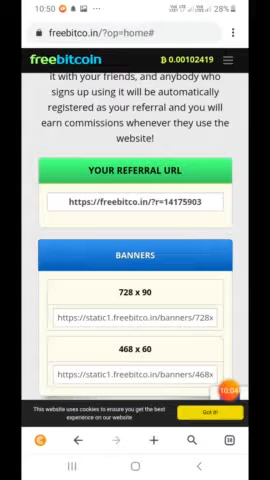 10:50
28%
freebitco.in/?op=home#
freebitcoin
₿ 0.00102419
it with your friends, and anybody who
signs up using it will be automatically
registered as your referral and you will
earn commissions whenever they use the
website!
YOUR REFERRAL URL
https://freebitco.in/?r=14175903
BANNERS
728 x 90
https://static1.freebitco.in/banners/728x
468 x 60
https://static1.freebitco.in/banners/468x
10:04
This website uses cookies to ensure you get the best
experience on our website
Got it!